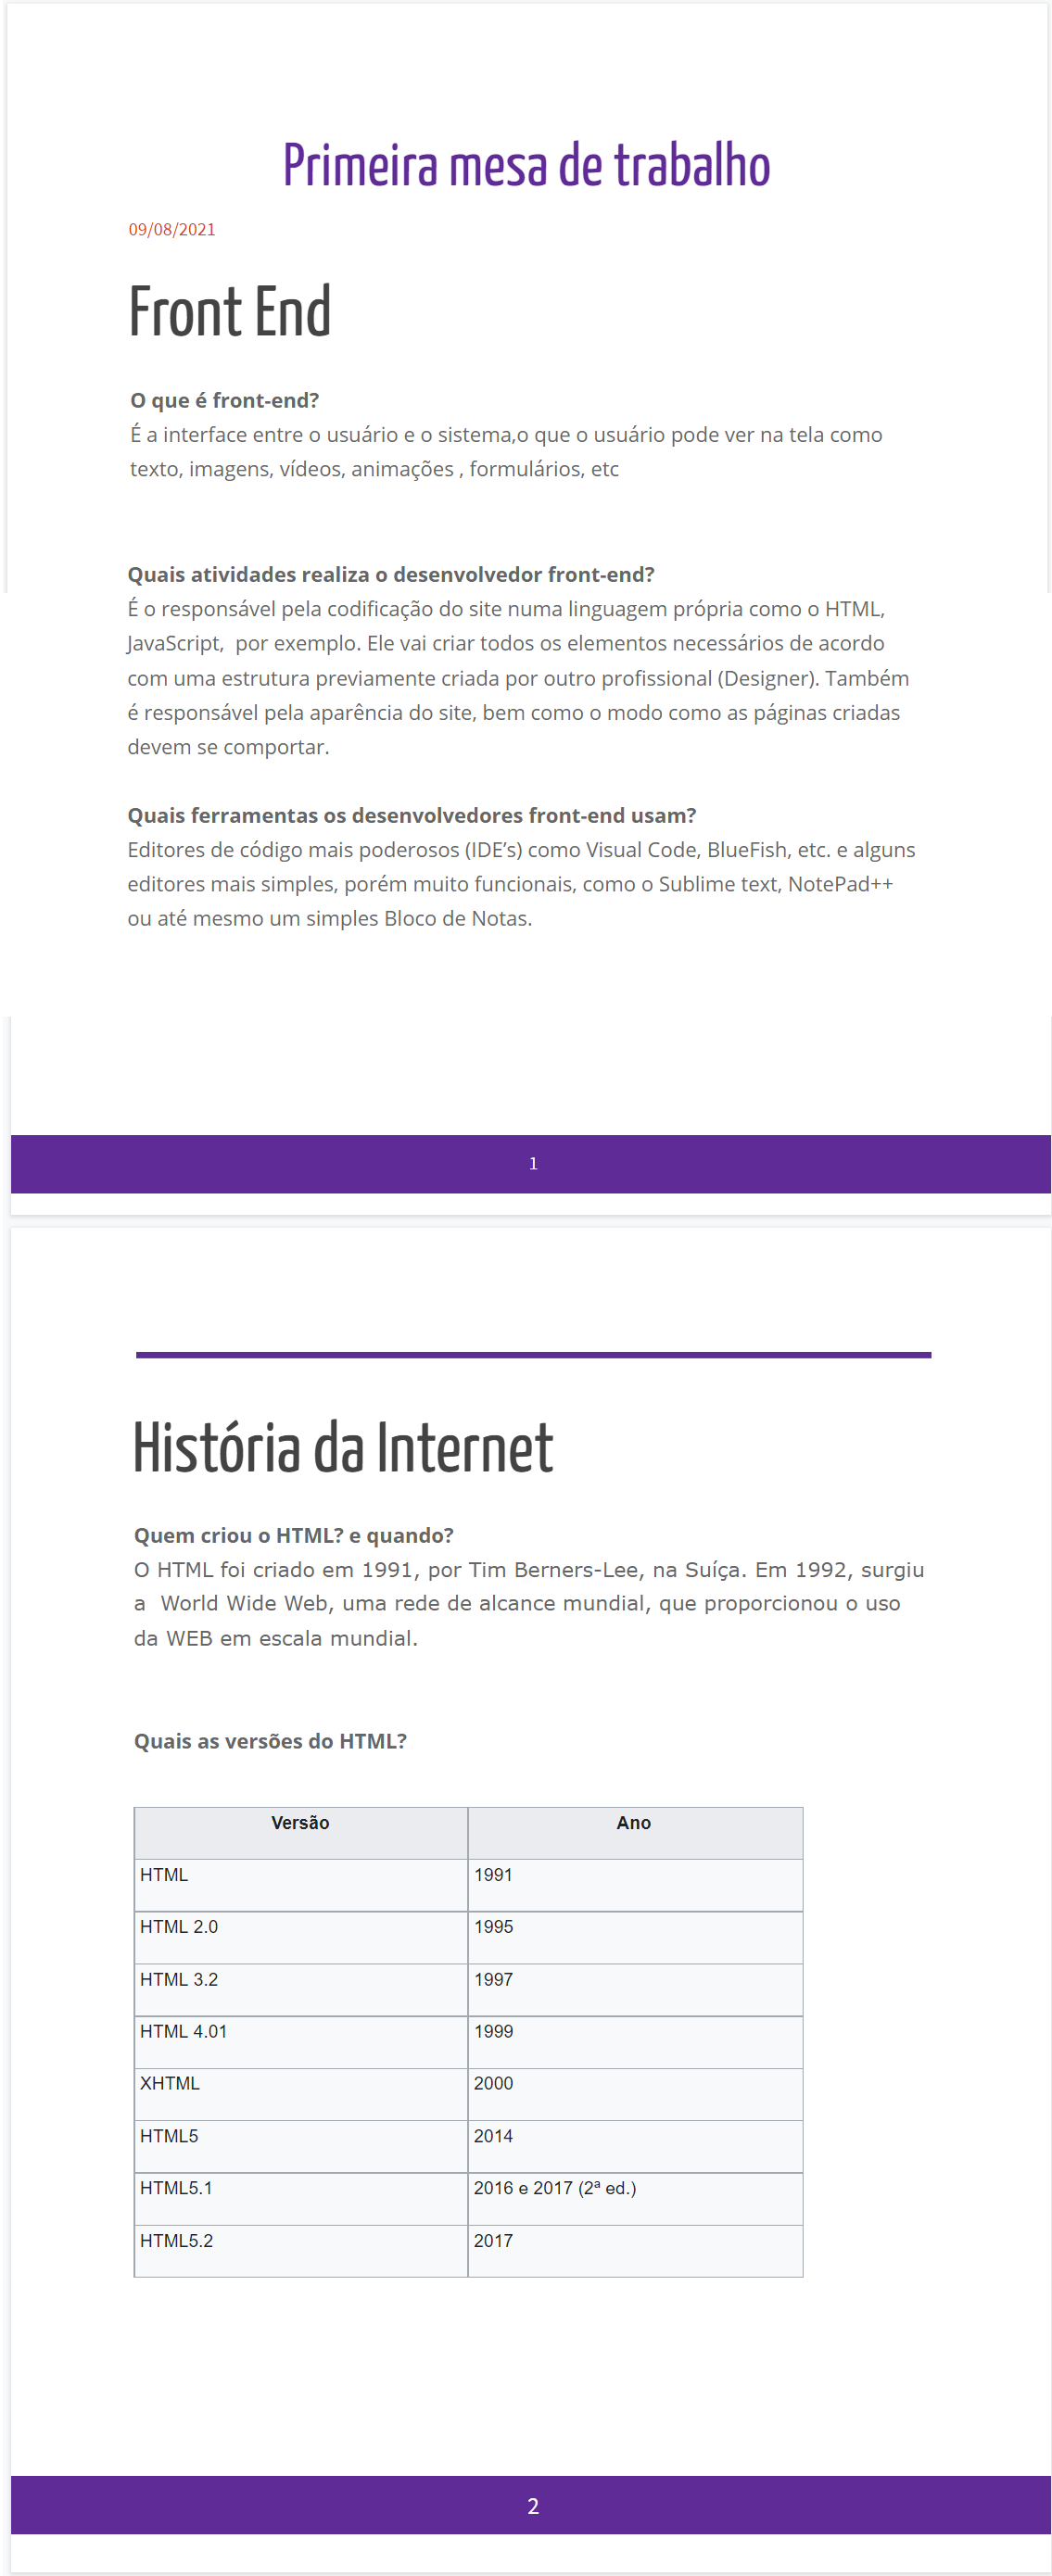 Primeira mesa de trabalho
09/08/2021
Front End
O que é front-end?
É a interface entre o usuário e o sistema,o que o usuário pode ver na tela como
texto, imagens, vídeos, animações , formulários, etc
Quais atividades realiza o desenvolvedor front-end?
É o responsável pela codificação do site numa linguagem própria como o HTML,
JavaScript,  por exemplo. Ele vai criar todos os elementos necessários de acordo
com uma estrutura previamente criada por outro profissional (Designer). Também
é responsável pela aparência do site, bem como o modo como as páginas criadas
devem se comportar.
Quais ferramentas os desenvolvedores front-end usam?
Editores de código mais poderosos (IDE’s) como Visual Code, BlueFish, etc. e alguns
editores mais simples, porém muito funcionais, como o Sublime text, NotePad++
ou até mesmo um simples Bloco de Notas.
1
História da Internet
Quem criou o HTML? e quando?
O HTML foi criado em 1991, por Tim Berners-Lee, na Suíça. Em 1992, surgiu
a  World Wide Web, uma rede de alcance mundial, que proporcionou o uso
da WEB em escala mundial.
Quais as versões do HTML?
Versão Ano
HTML 1991
HTML 2.0 1995
HTML 3.2 1997
HTML 4.01 1999
XHTML 2000
HTML5 2014
HTML5.1 2016 e 2017 (2ª ed.)
HTML5.2 2017
2